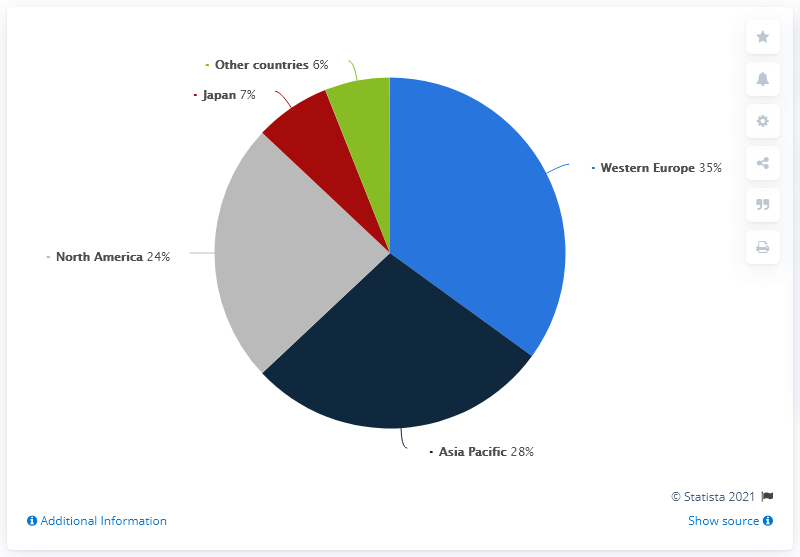 Other countries 6%
Japan 7%
Western Europe 35%
North America 24%
Asia Pacific 28%
© Statista 2021
Additional Information
Show source